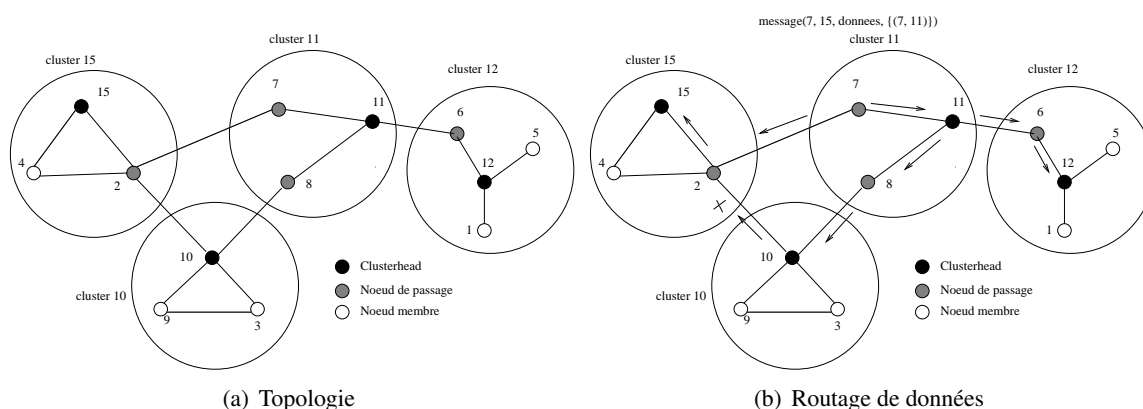 message(7, 15, donnees, {(7, 11)})
cluster 11
cluster 15
cluster 12
15
7
11
6
5
4
2
8
12
1
10
cluster 10
9
3
Clusterhead
Noeud de passage
Noeud membre
(a) Topologie
cluster 11
cluster 15
cluster 12
15
7
11
6
5
4
2
8
12
1
10
cluster 10
9
3
Clusterhead
Noeud de passage
Noeud membre
(b) Routage de données